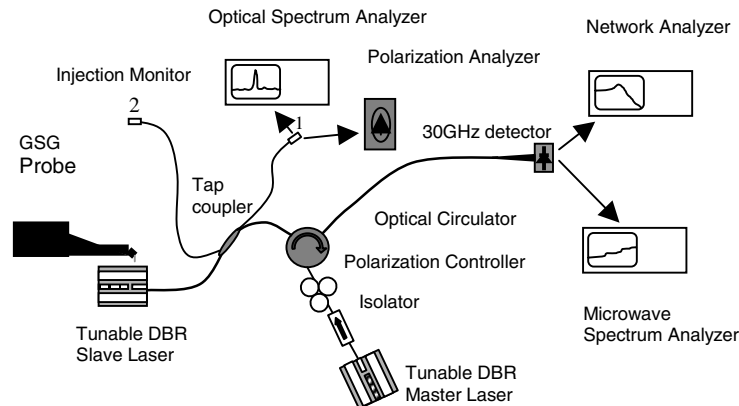 Optical Spectrum Analyzer
Network Analyzer
Polarization Analyzer
Injection Monitor
2
1
30GHz detector
GSG
Probe
Tap
coupler
Optical Circulator
Polarization Controller
Isolator
Tunable DBR
Slave Laser
Microwave
Spectrum Analyzer
Tunable DBR
Master Laser